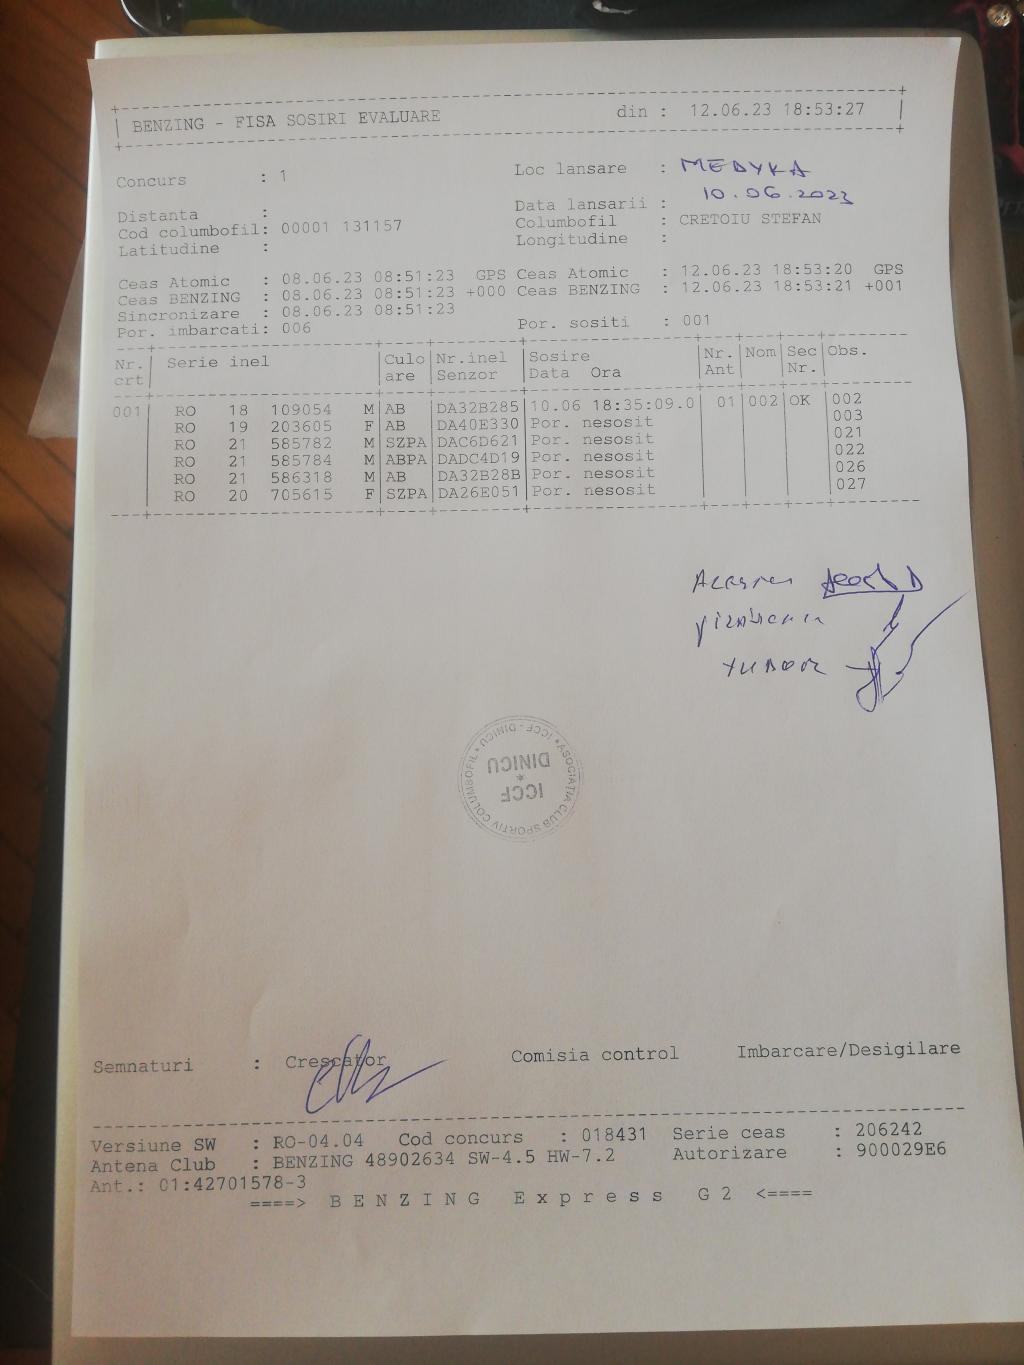 BENZING - FISA SOSIRI EVALUARE din : 12.06.23 18:53:27
Concurs : 1 Loc lansare : MEDYKA
Distanta : Data lansarii : 10.06.2023
Cod columbofil: 00001 131157 Columbofil : CRETOIU STEFAN
Latitudine : Longitudine :
Ceas Atomic : 08.06.23 08:51:23 GPS Ceas Atomic : 12.06.23 18:53:20 GPS
Ceas BENZING : 08.06.23 08:51:23 +000 Ceas BENZING : 12.06.23 18:53:21 +001
Sincronizare : 08.06.23 08:51:23
Por. imbarcati: 006 Por. sositi : 001
Nr. Serie inel Culo Nr.inel Sosire Nr. Nom Sec Obs.
crt are Senzor Data Ora Ant Nr.
001 RO 18 109054 M AB DA32B285 10.06 18:35:09.0 01 002 OK 002
RO 19 203605 F AB DA40E330 Por. nesosit 003
RO 21 585782 M SZPA DAC6D621 Por. nesosit 021
RO 21 585784 M ABPA DADC4D19 Por. nesosit 022
RO 21 586318 M AB DA32B28B Por. nesosit 026
RO 20 705615 F SZPA DA26E051 Por. nesosit 027
ASOCIATIA CLUB SPORTIV COLUMBOFIL * ICCF - DINICU *
ICCF
*
DINICU
Semnaturi : Crescator Comisia control Imbarcare/Desigilare
Versiune SW : RO-04.04 Cod concurs : 018431 Serie ceas : 206242
Antena Club : BENZING 48902634 SW-4.5 HW-7.2 Autorizare : 900029E6
Ant.: 01:42701578-3
====> B E N Z I N G E x p r e s s G 2 <====